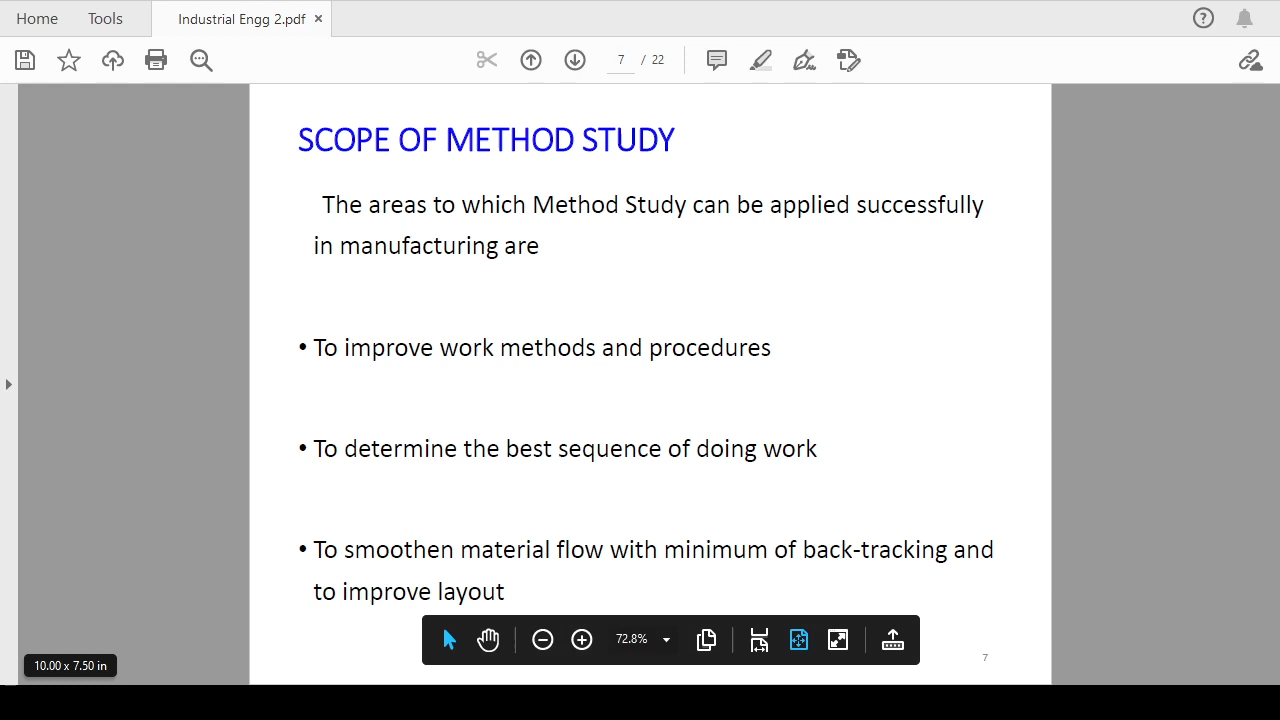 Home Tools Industrial Engg 2.pdf ×
7 / 22
SCOPE OF METHOD STUDY
The areas to which Method Study can be applied successfully
in manufacturing are
• To improve work methods and procedures
• To determine the best sequence of doing work
• To smoothen material flow with minimum of back-tracking and
to improve layout
72.8%
10.00 x 7.50 in
7